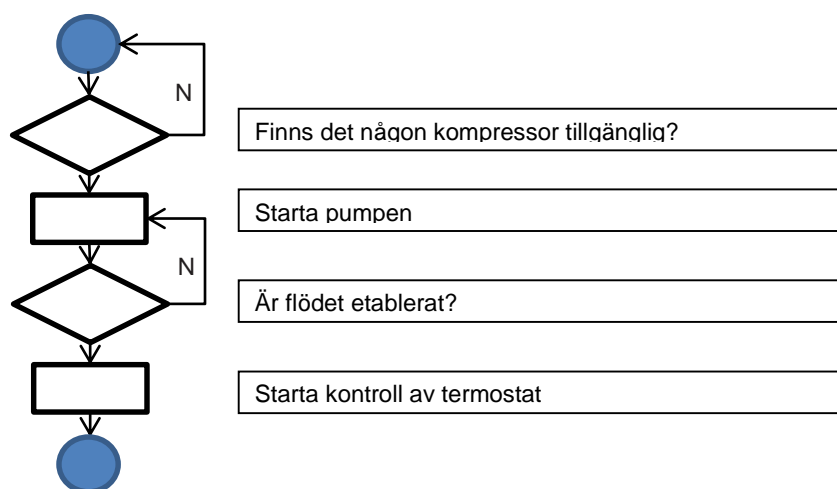 N
Finns det någon kompressor tillgänglig?
Starta pumpen
N
Är flödet etablerat?
Starta kontroll av termostat